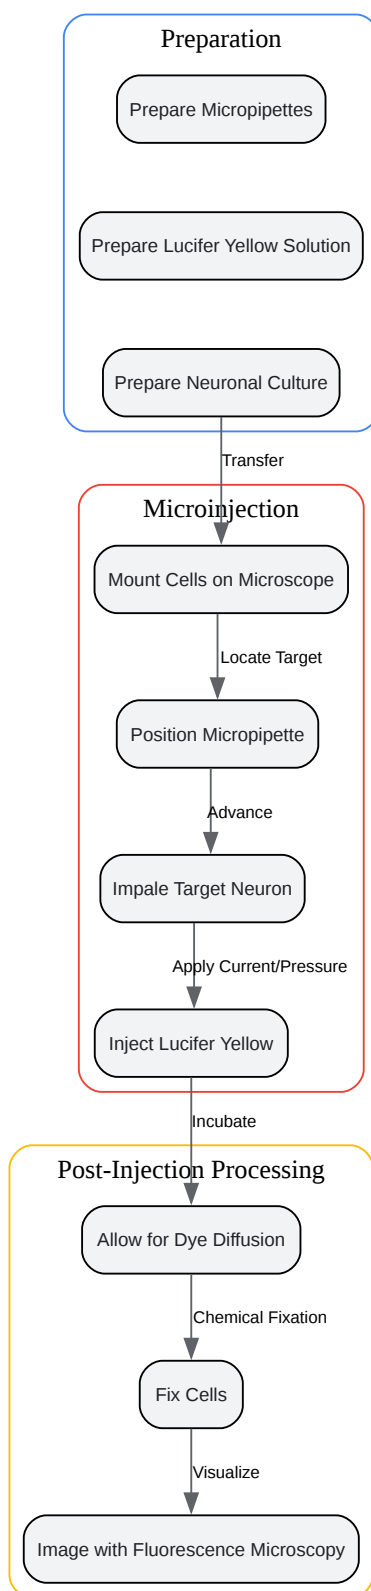 Preparation
Prepare Micropipettes
Prepare Lucifer Yellow Solution
Prepare Neuronal Culture
Transfer
Microinjection
Mount Cells on Microscope
Locate Target
Position Micropipette
Advance
Impale Target Neuron
Apply Current/Pressure
Inject Lucifer Yellow
Incubate
Post-Injection Processing
Allow for Dye Diffusion
Chemical Fixation
Fix Cells
Visualize
Image with Fluorescence Microscopy